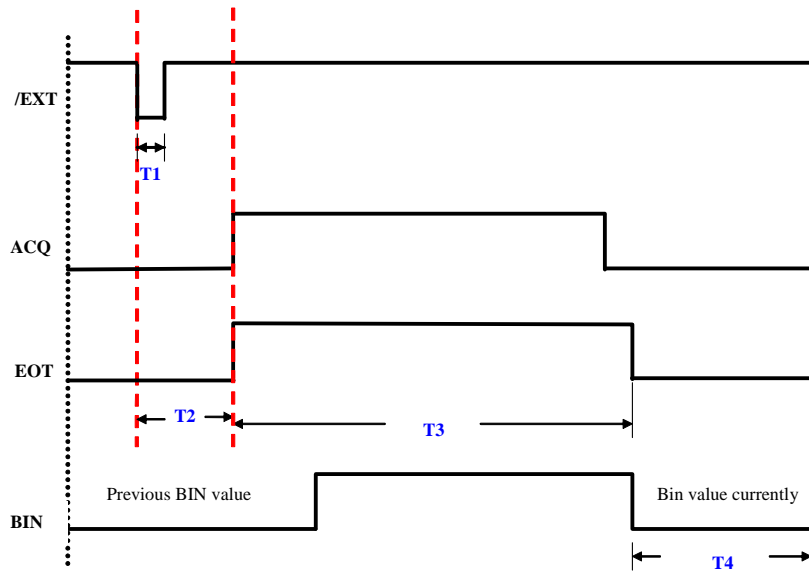 /EXT
T1
ACQ
EOT
T2
T3
Previous BIN value
Bin value currently
BIN
T4